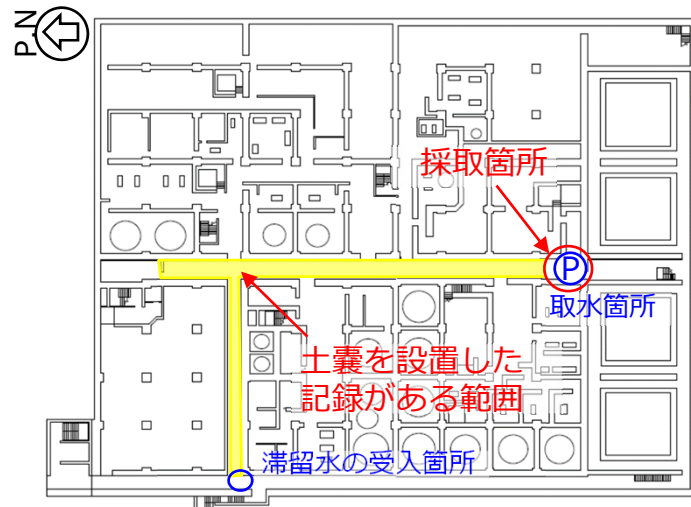 P.N
採取箇所
P
取水箇所
土嚢を設置した
記録がある範囲
滞留水の受入箇所